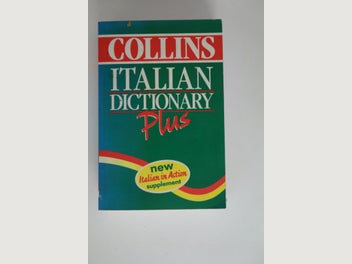 COLLINS
ITALIAN
DICTIONARY
Plus
new
Italian in Action
supplement